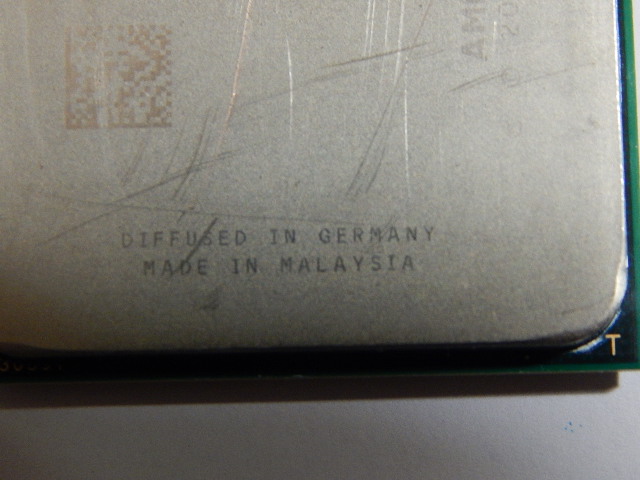 DIFFUSED IN GERMANY
MADE IN MALAYSIA
T